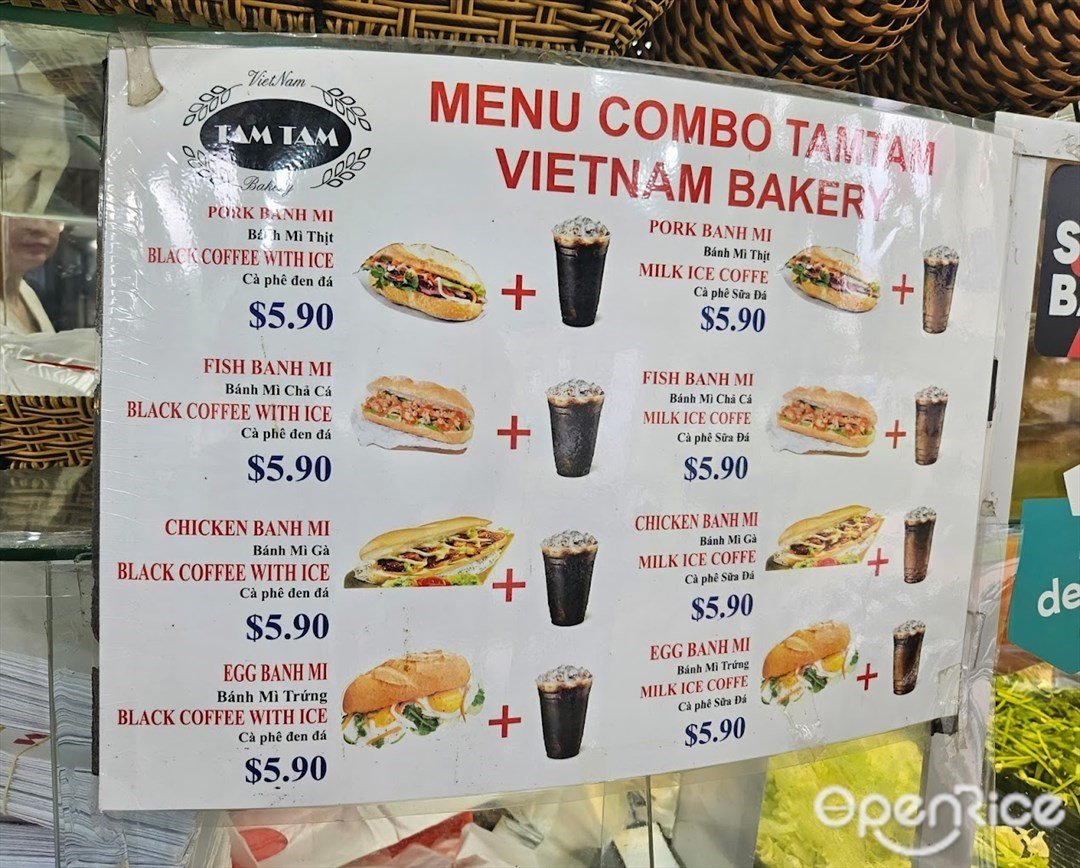 VietNam
TAM TAM
Bakery
MENU COMBO TAMTAM
VIETNAM BAKERY
PORK BANH MI
Bánh Mì Thịt
BLACK COFFEE WITH ICE
Cà phê đen đá
$5.90
+
FISH BANH MI
Bánh Mì Chả Cá
BLACK COFFEE WITH ICE
Cà phê đen đá
$5.90
+
CHICKEN BANH MI
Bánh Mì Gà
BLACK COFFEE WITH ICE
Cà phê đen đá
$5.90
+
EGG BANH MI
Bánh Mì Trứng
BLACK COFFEE WITH ICE
Cà phê đen đá
$5.90
+
PORK BANH MI
Bánh Mì Thịt
MILK ICE COFFE
Cà phê Sữa Đá
$5.90
+
FISH BANH MI
Bánh Mì Chả Cá
MILK ICE COFFE
Cà phê Sữa Đá
$5.90
+
CHICKEN BANH MI
Bánh Mì Gà
MILK ICE COFFE
Cà phê Sữa Đá
$5.90
+
EGG BANH MI
Bánh Mì Trứng
MILK ICE COFFE
Cà phê Sữa Đá
$5.90
+
S
B
de
OpenRice